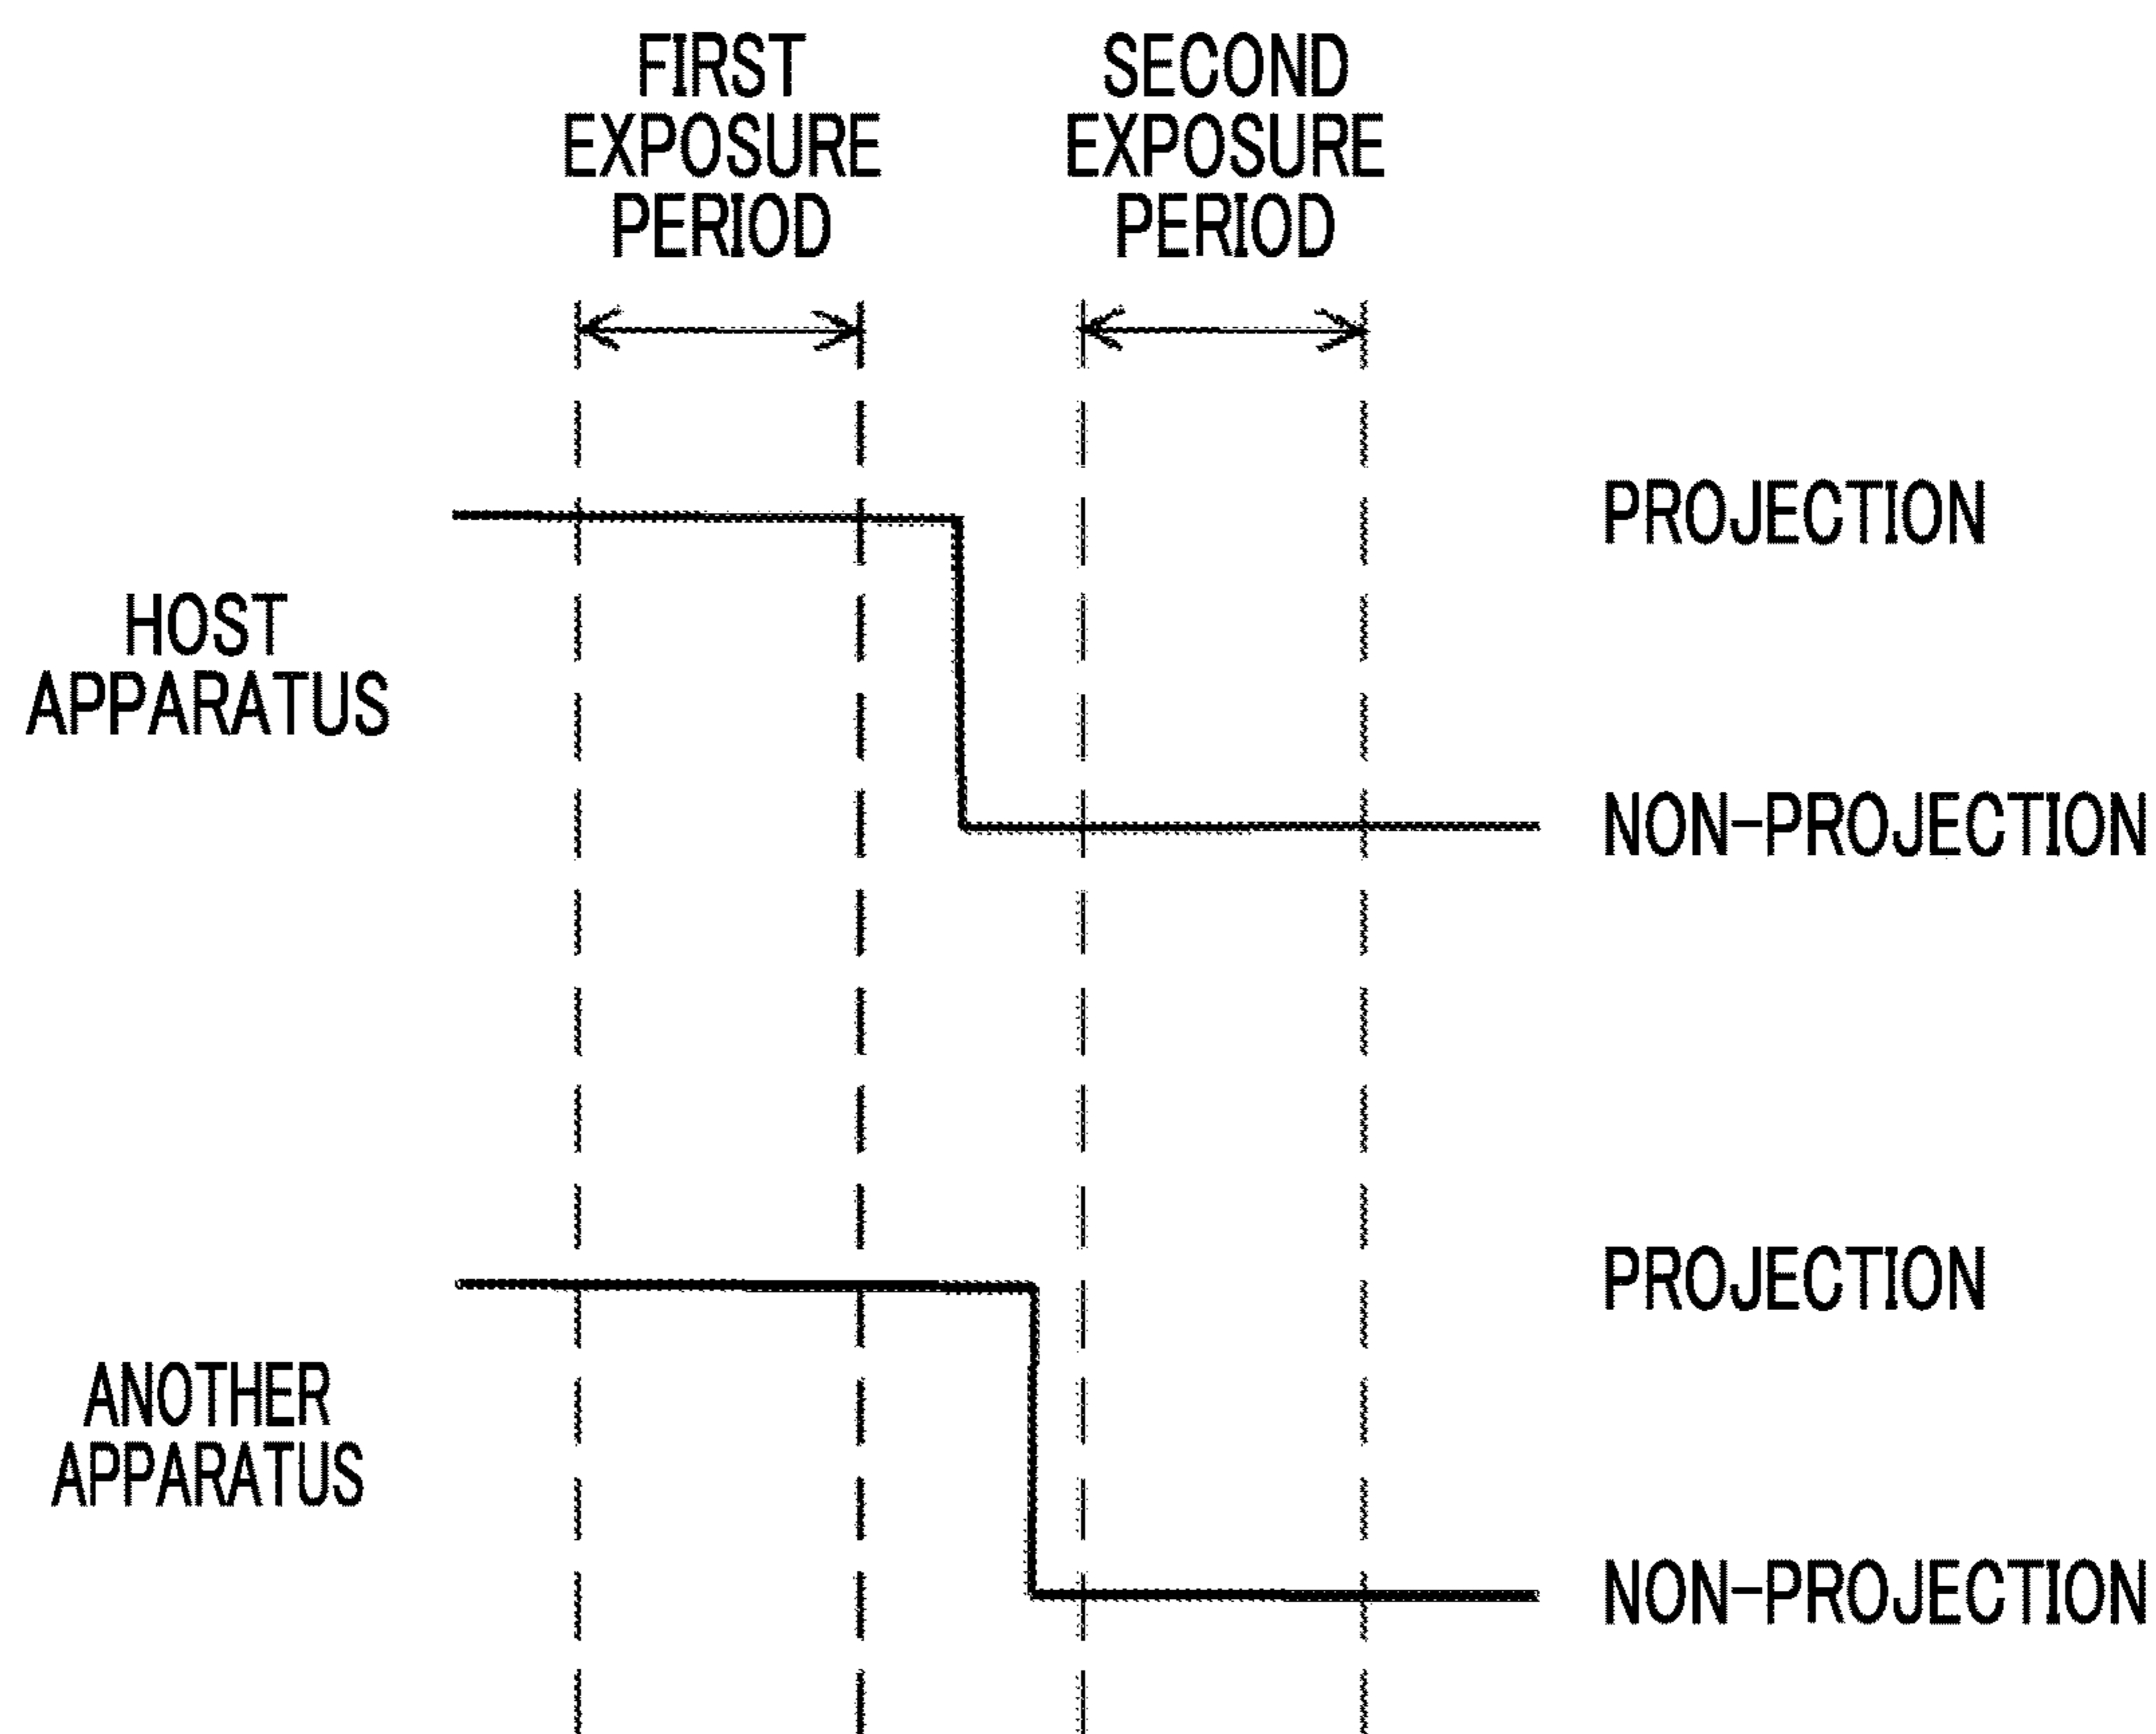 FIRST
EXPOSURE
PERIOD
SECOND
EXPOSURE
PERIOD
HOST
APPARATUS
PROJECTION
NON-PROJECTION
ANOTHER
APPARATUS
PROJECTION
NON-PROJECTION